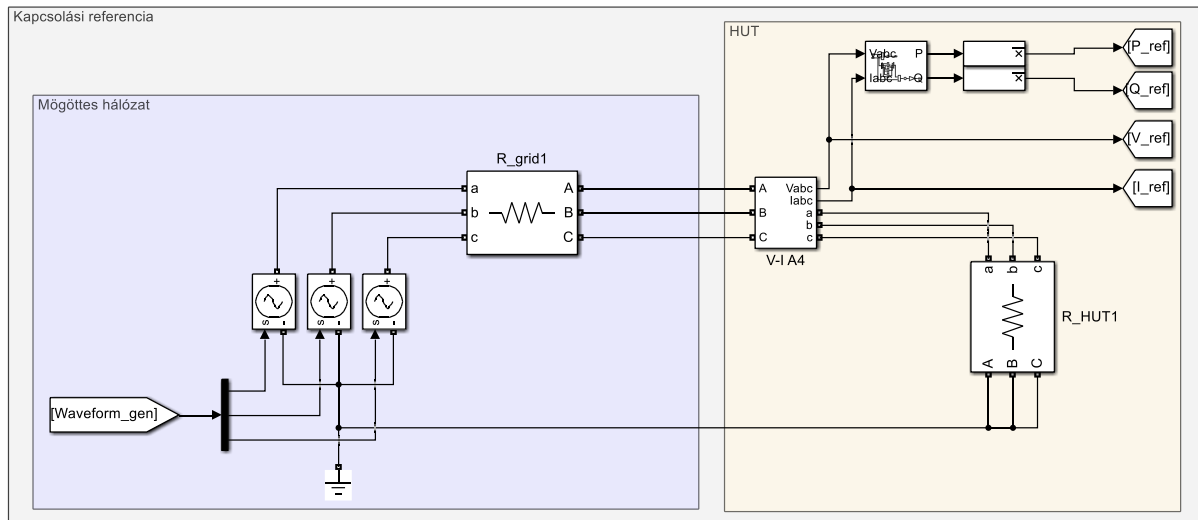 Kapcsolási referencia
HUT
Vabc P
Iabc Q
[P_ref]
[Q_ref]
[V_ref]
[I_ref]
Mögöttes hálózat
R_grid1
a A
b B
c C
A Vabc
Iabc
B a
b
C c
V-I A4
a b c
R_HUT1
A B C
+ + +
s - s - s -
[Waveform_gen]